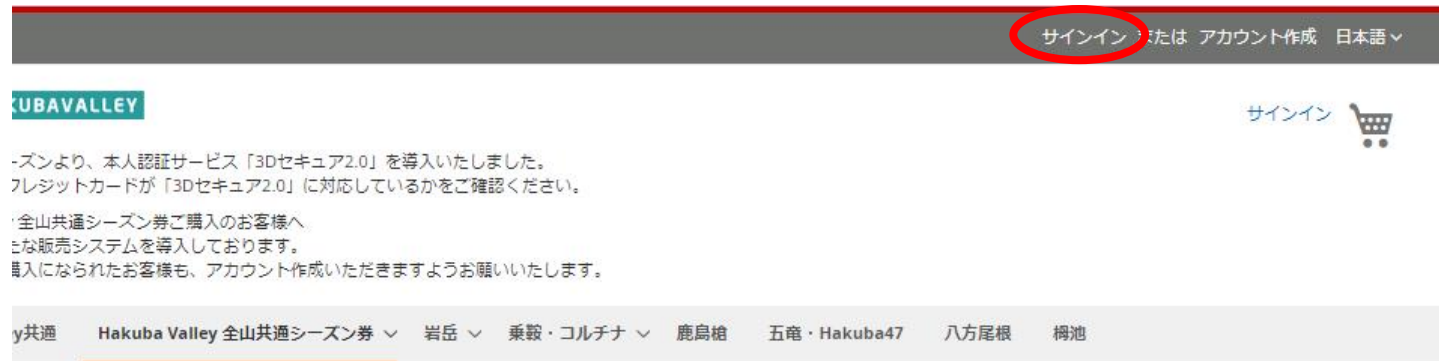 サインイン または アカウント作成 日本語
KUBAVALLEY
サインイン
ーズンより、本人認証サービス「3Dセキュア2.0」を導入いたしました。
クレジットカードが「3Dセキュア2.0」に対応しているかをご確認ください。
全山共通シーズン券ご購入のお客様へ
たな販売システムを導入しております。
購入になられたお客様も、アカウント作成いただきますようお願いいたします。
ey共通 Hakuba Valley 全山共通シーズン券 岩岳 乗鞍・コルチナ 鹿島槍 五竜・Hakuba47 八方尾根 栂池